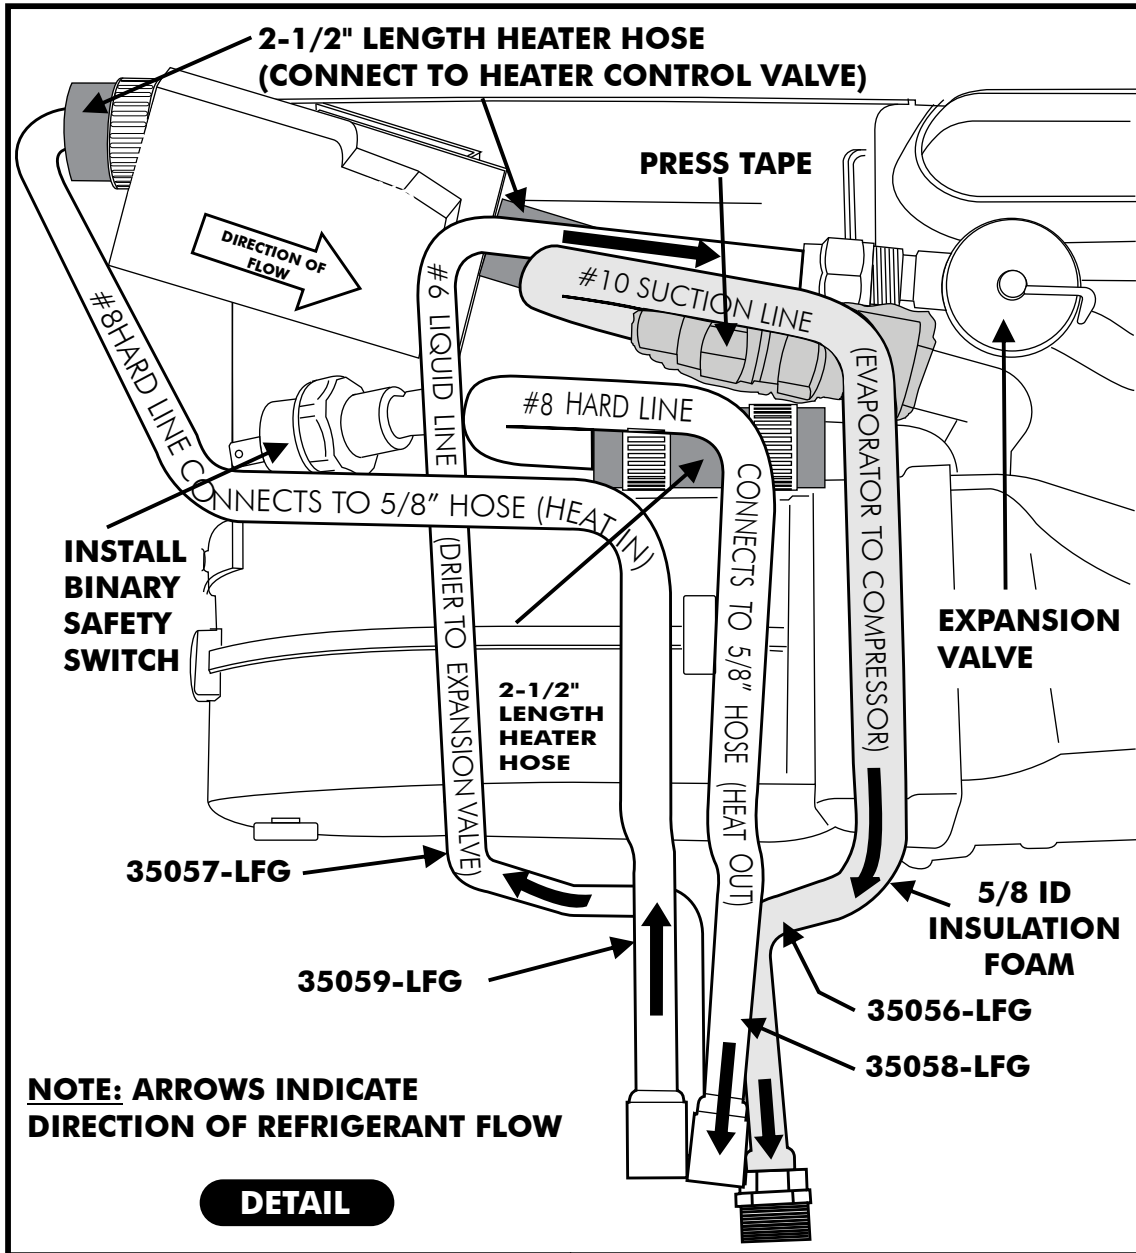 2-1/2" LENGTH HEATER HOSE
(CONNECT TO HEATER CONTROL VALVE)
PRESS TAPE
DIRECTION OF
FLOW
#10 SUCTION LINE
(EVAPORATOR TO COMPRESSOR)
#6 LIQUID LINE
(DRIER TO EXPANSION VALVE)
#8 HARD LINE
CONNECTS TO 5/8" HOSE (HEAT OUT)
#8HARD LINE CONNECTS TO 5/8" HOSE (HEAT IN)
INSTALL
BINARY
SAFETY
SWITCH
EXPANSION
VALVE
2-1/2"
LENGTH
HEATER
HOSE
35057-LFG
5/8 ID
INSULATION
FOAM
35059-LFG
35056-LFG
35058-LFG
NOTE: ARROWS INDICATE
DIRECTION OF REFRIGERANT FLOW
DETAIL